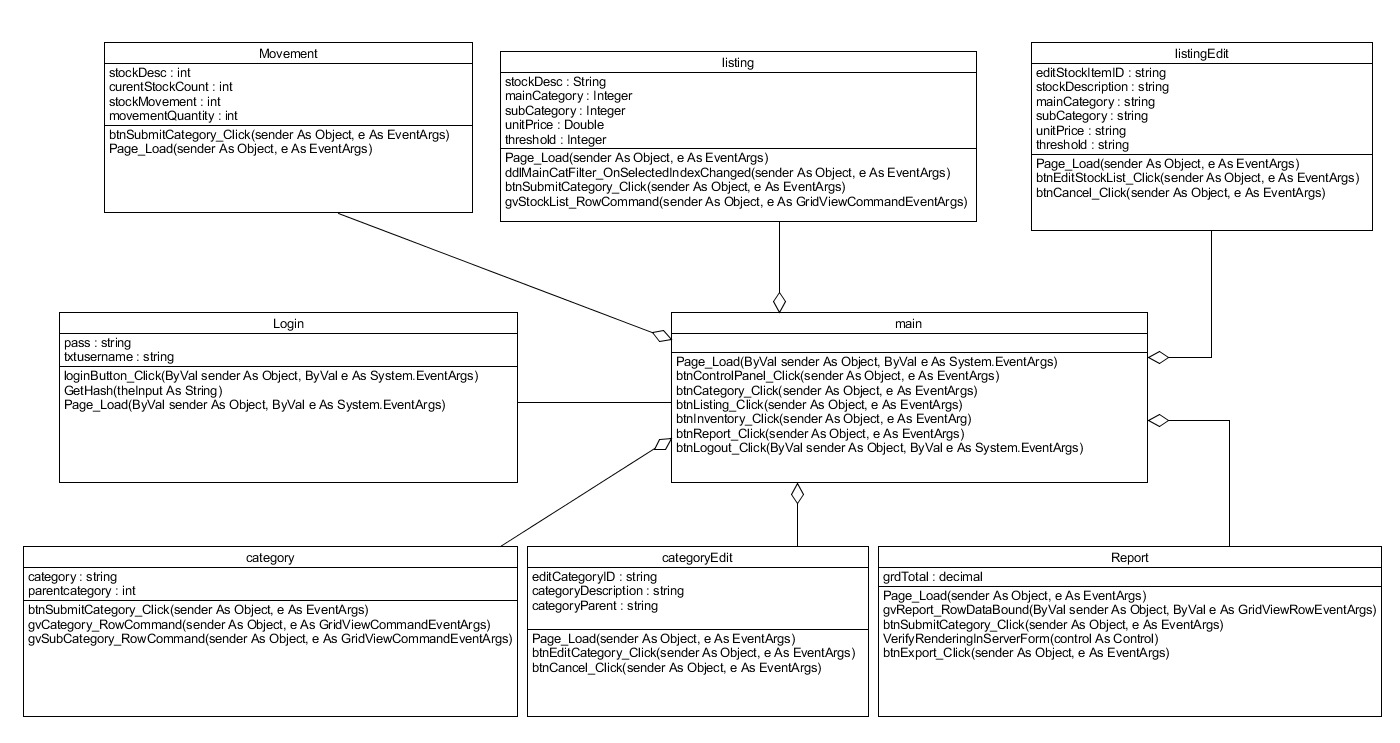 Movement
stockDesc : int
curentStockCount : int
stockMovement : int
movementQuantity : int
btnSubmitCategory_Click(sender As Object, e As EventArgs)
Page_Load(sender As Object, e As EventArgs)
listing
stockDesc : String
mainCategory : Integer
subCategory : Integer
unitPrice : Double
threshold : Integer
Page_Load(sender As Object, e As EventArgs)
ddlMainCatFilter_OnSelectedIndexChanged(sender As Object, e As EventArgs)
btnSubmitCategory_Click(sender As Object, e As EventArgs)
gvStockList_RowCommand(sender As Object, e As GridViewCommandEventArgs)
listingEdit
editStockItemID : string
stockDescription : string
mainCategory : string
subCategory : string
unitPrice : string
threshold : string
Page_Load(sender As Object, e As EventArgs)
btnEditStockList_Click(sender As Object, e As EventArgs)
btnCancel_Click(sender As Object, e As EventArgs)
Login
pass : string
txtusername : string
loginButton_Click(ByVal sender As Object, ByVal e As System.EventArgs)
GetHash(theInput As String)
Page_Load(ByVal sender As Object, ByVal e As System.EventArgs)
main
Page_Load(ByVal sender As Object, ByVal e As System.EventArgs)
btnControlPanel_Click(sender As Object, e As EventArgs)
btnCategory_Click(sender As Object, e As EventArgs)
btnListing_Click(sender As Object, e As EventArgs)
btnInventory_Click(sender As Object, e As EventArg)
btnReport_Click(sender As Object, e As EventArgs)
btnLogout_Click(ByVal sender As Object, ByVal e As System.EventArgs)
category
category : string
parentcategory : int
btnSubmitCategory_Click(sender As Object, e As EventArgs)
gvCategory_RowCommand(sender As Object, e As GridViewCommandEventArgs)
gvSubCategory_RowCommand(sender As Object, e As GridViewCommandEventArgs)
categoryEdit
editCategoryID : string
categoryDescription : string
categoryParent : string
Page_Load(sender As Object, e As EventArgs)
btnEditCategory_Click(sender As Object, e As EventArgs)
btnCancel_Click(sender As Object, e As EventArgs)
Report
grdTotal : decimal
Page_Load(sender As Object, e As EventArgs)
gvReport_RowDataBound(ByVal sender As Object, ByVal e As GridViewRowEventArgs)
btnSubmitCategory_Click(sender As Object, e As EventArgs)
VerifyRenderingInServerForm(control As Control)
btnExport_Click(sender As Object, e As EventArgs)